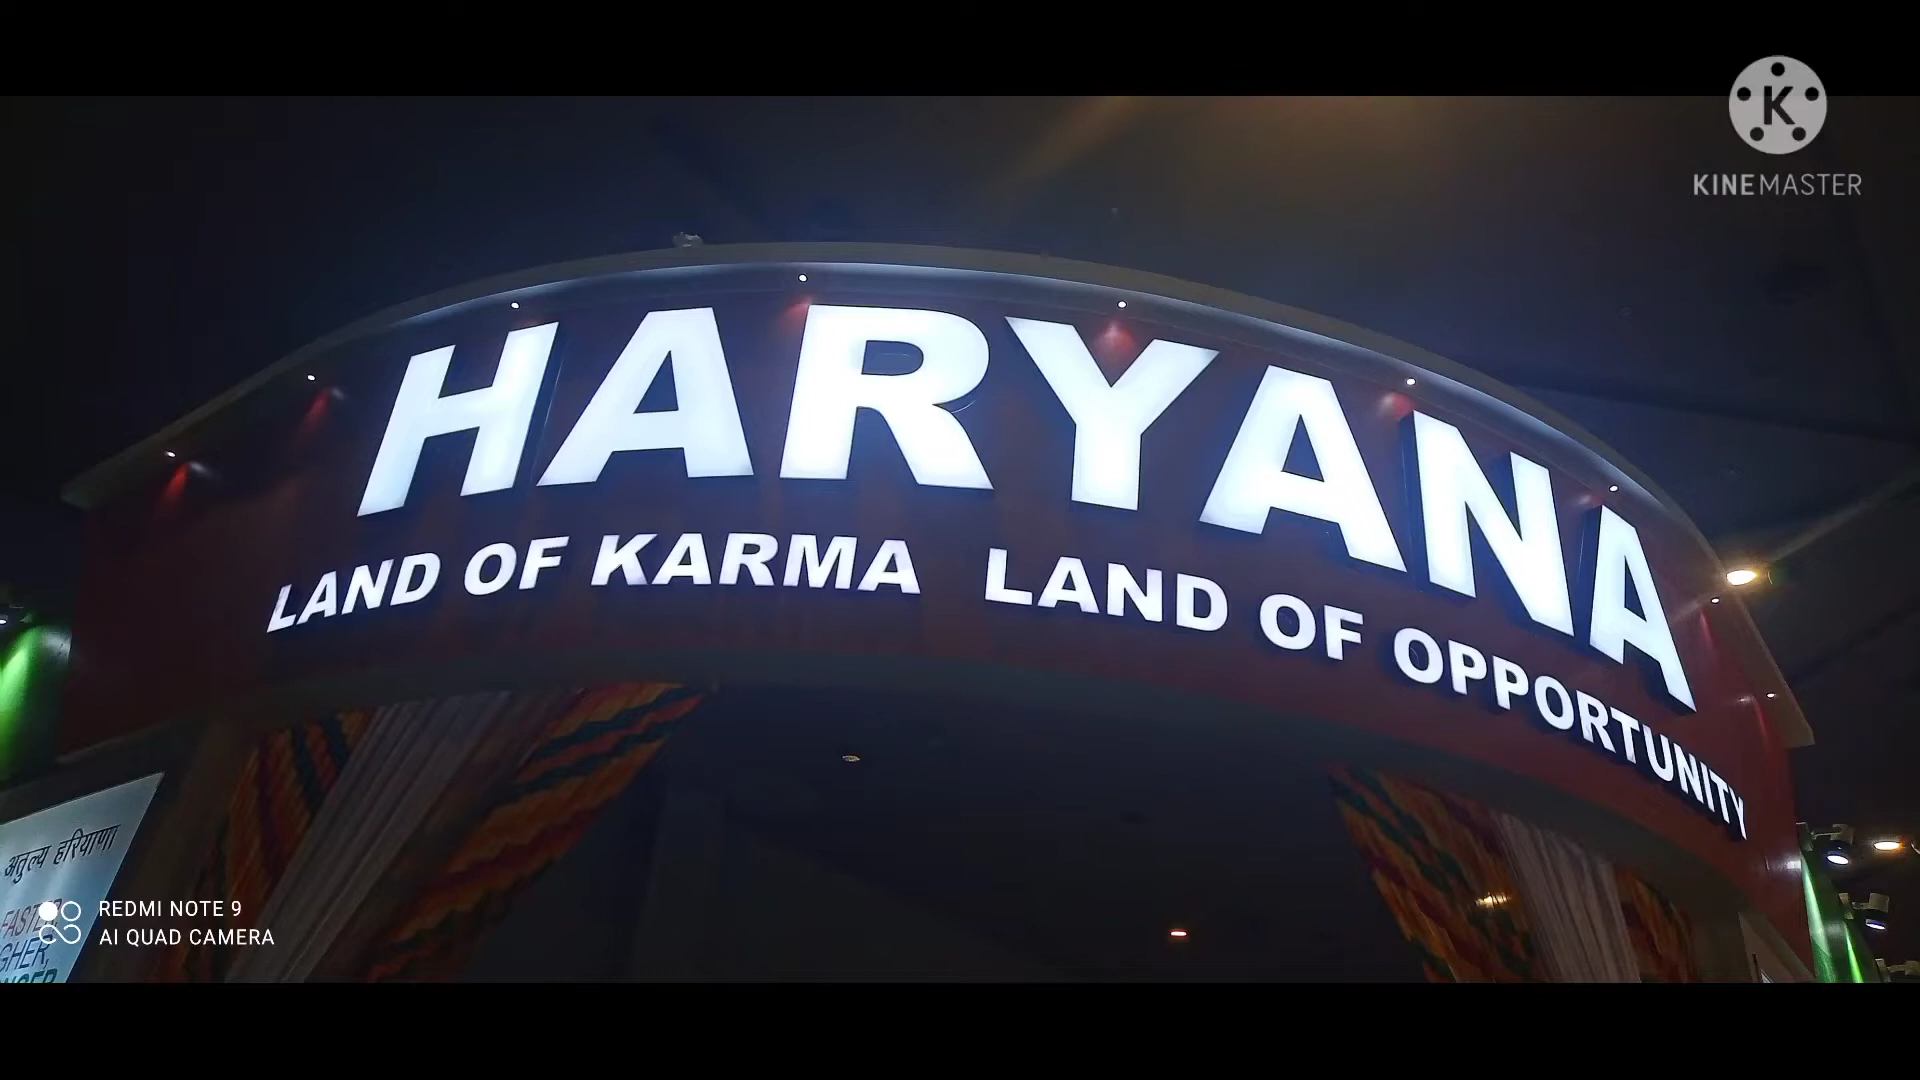 KINEMASTER
HARYANA
LAND OF KARMA LAND OF OPPORTUNITY
अतुल्य हरियाणा
REDMI NOTE 9
AI QUAD CAMERA